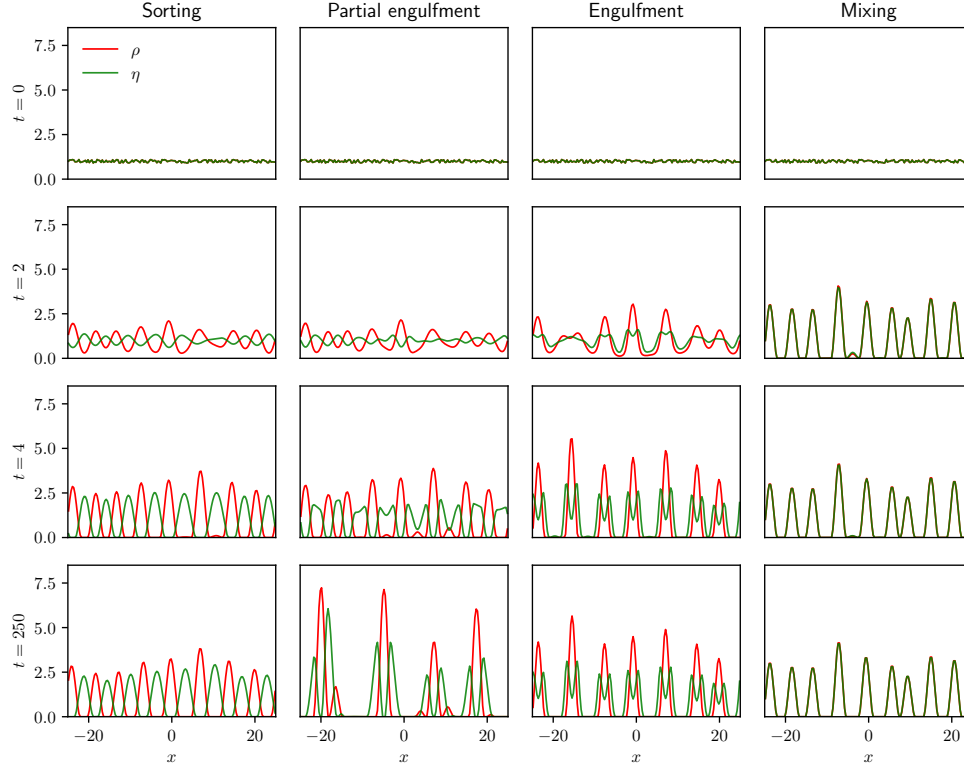 Sorting Partial engulfment Engulfment Mixing
ρ
η
t = 0
7.5
5.0
2.5
0.0
t = 2
7.5
5.0
2.5
0.0
t = 4
7.5
5.0
2.5
0.0
t = 250
7.5
5.0
2.5
0.0
−20 0 20 −20 0 20 −20 0 20 −20 0 20
x x x x